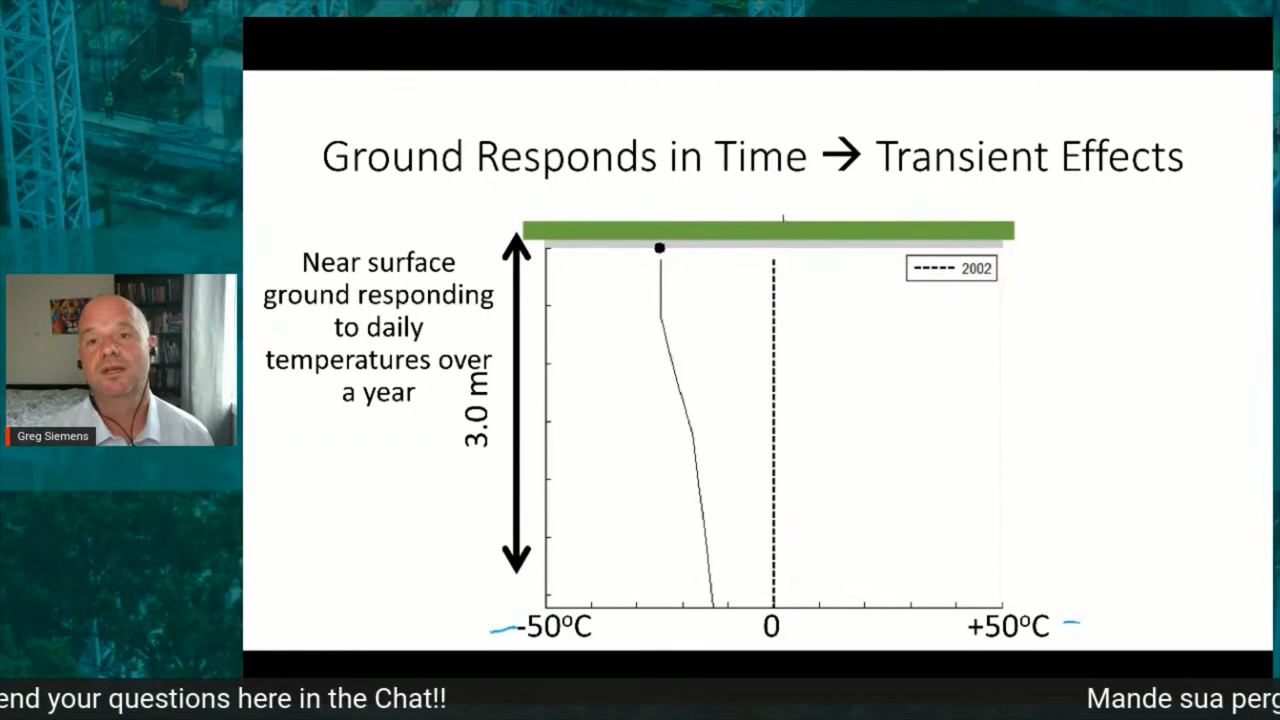 Ground Responds in Time → Transient Effects
Near surface
ground responding
to daily
temperatures over
a year
3.0 m
2002
-50°C
0
+50°C
Greg Siemens
end your questions here in the Chat!!
Mande sua perg